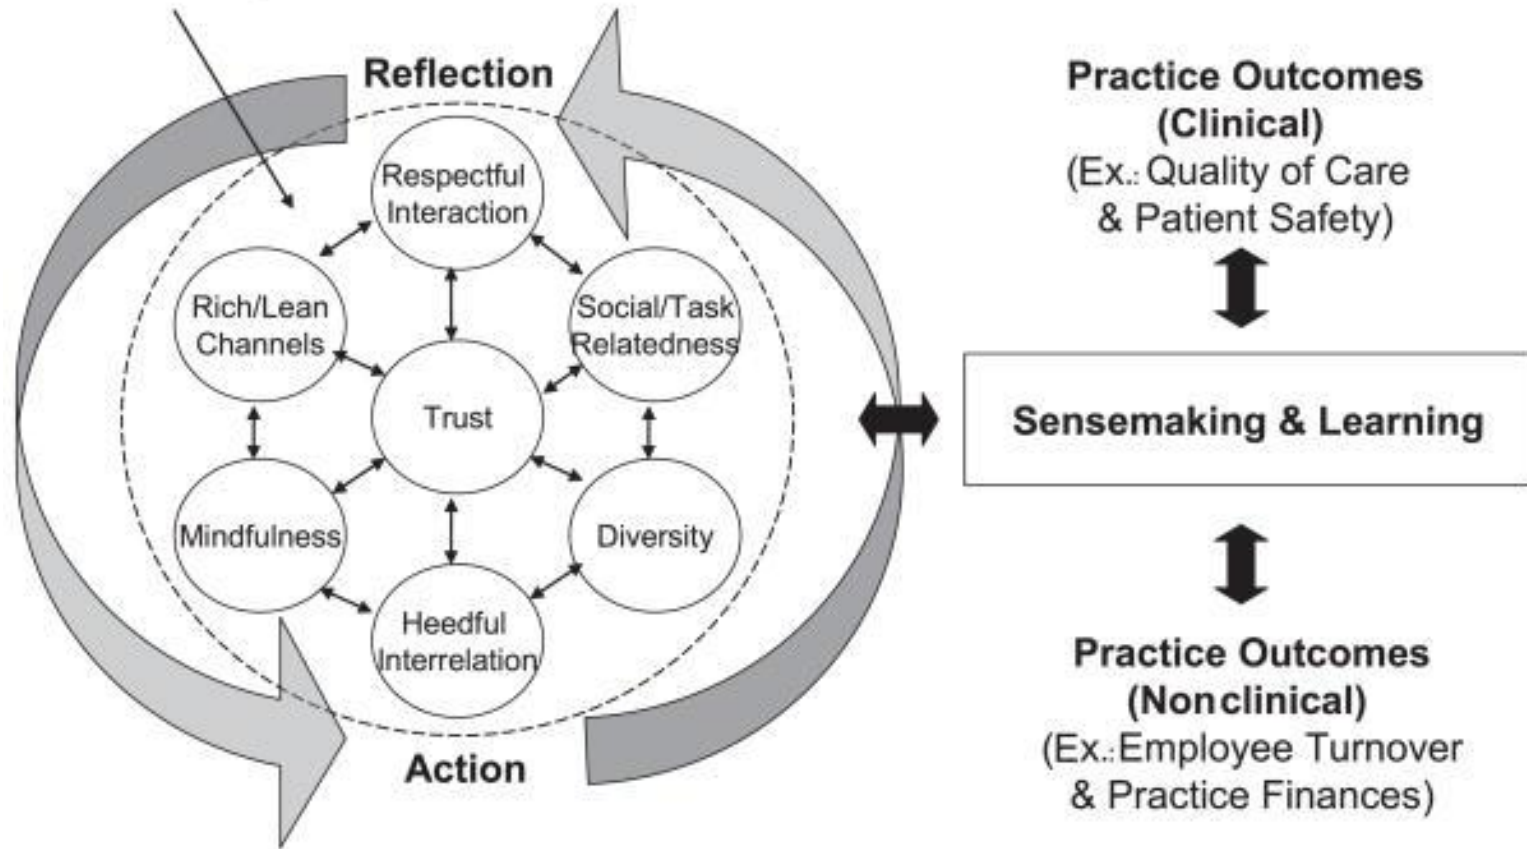 Reflection
Respectful
Interaction
Rich/Lean
Channels
Social/Task
Relatedness
Trust
Mindfulness
Diversity
Heedful
Interrelation
Action
Practice Outcomes
(Clinical)
(Ex.: Quality of Care
& Patient Safety)
Sensemaking & Learning
Practice Outcomes
(Nonclinical)
(Ex.: Employee Turnover
& Practice Finances)